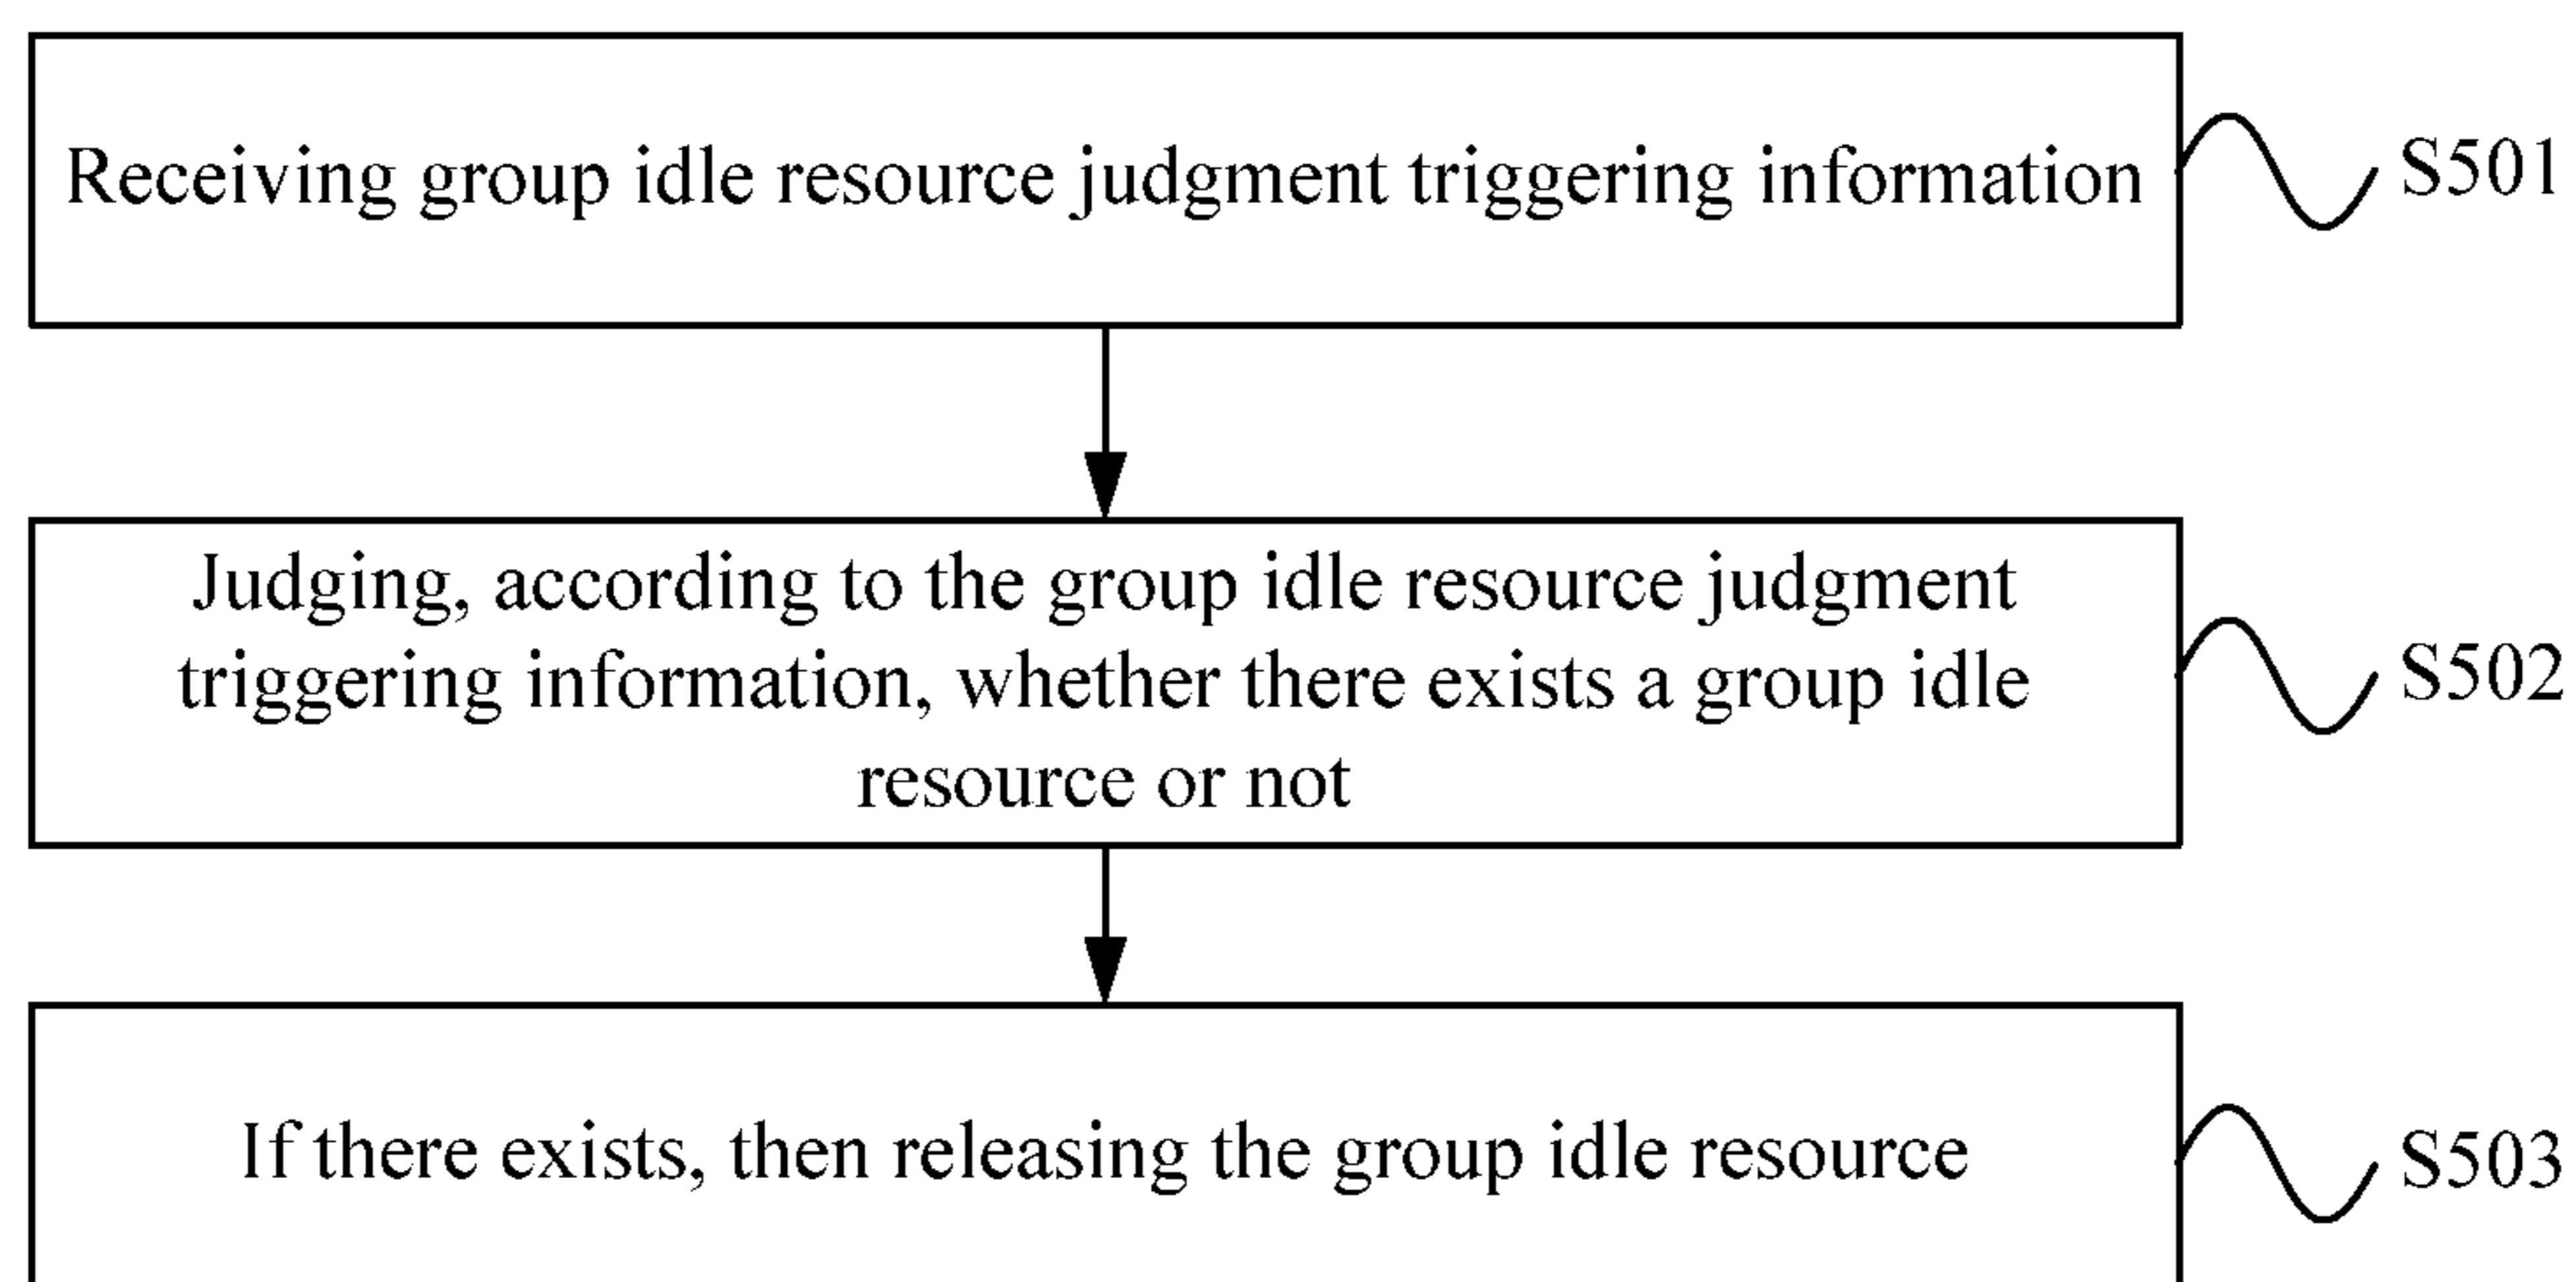 Receiving group idle resource judgment triggering information
S501
Judging, according to the group idle resource judgment
triggering information, whether there exists a group idle
resource or not
S502
If there exists, then releasing the group idle resource
S503